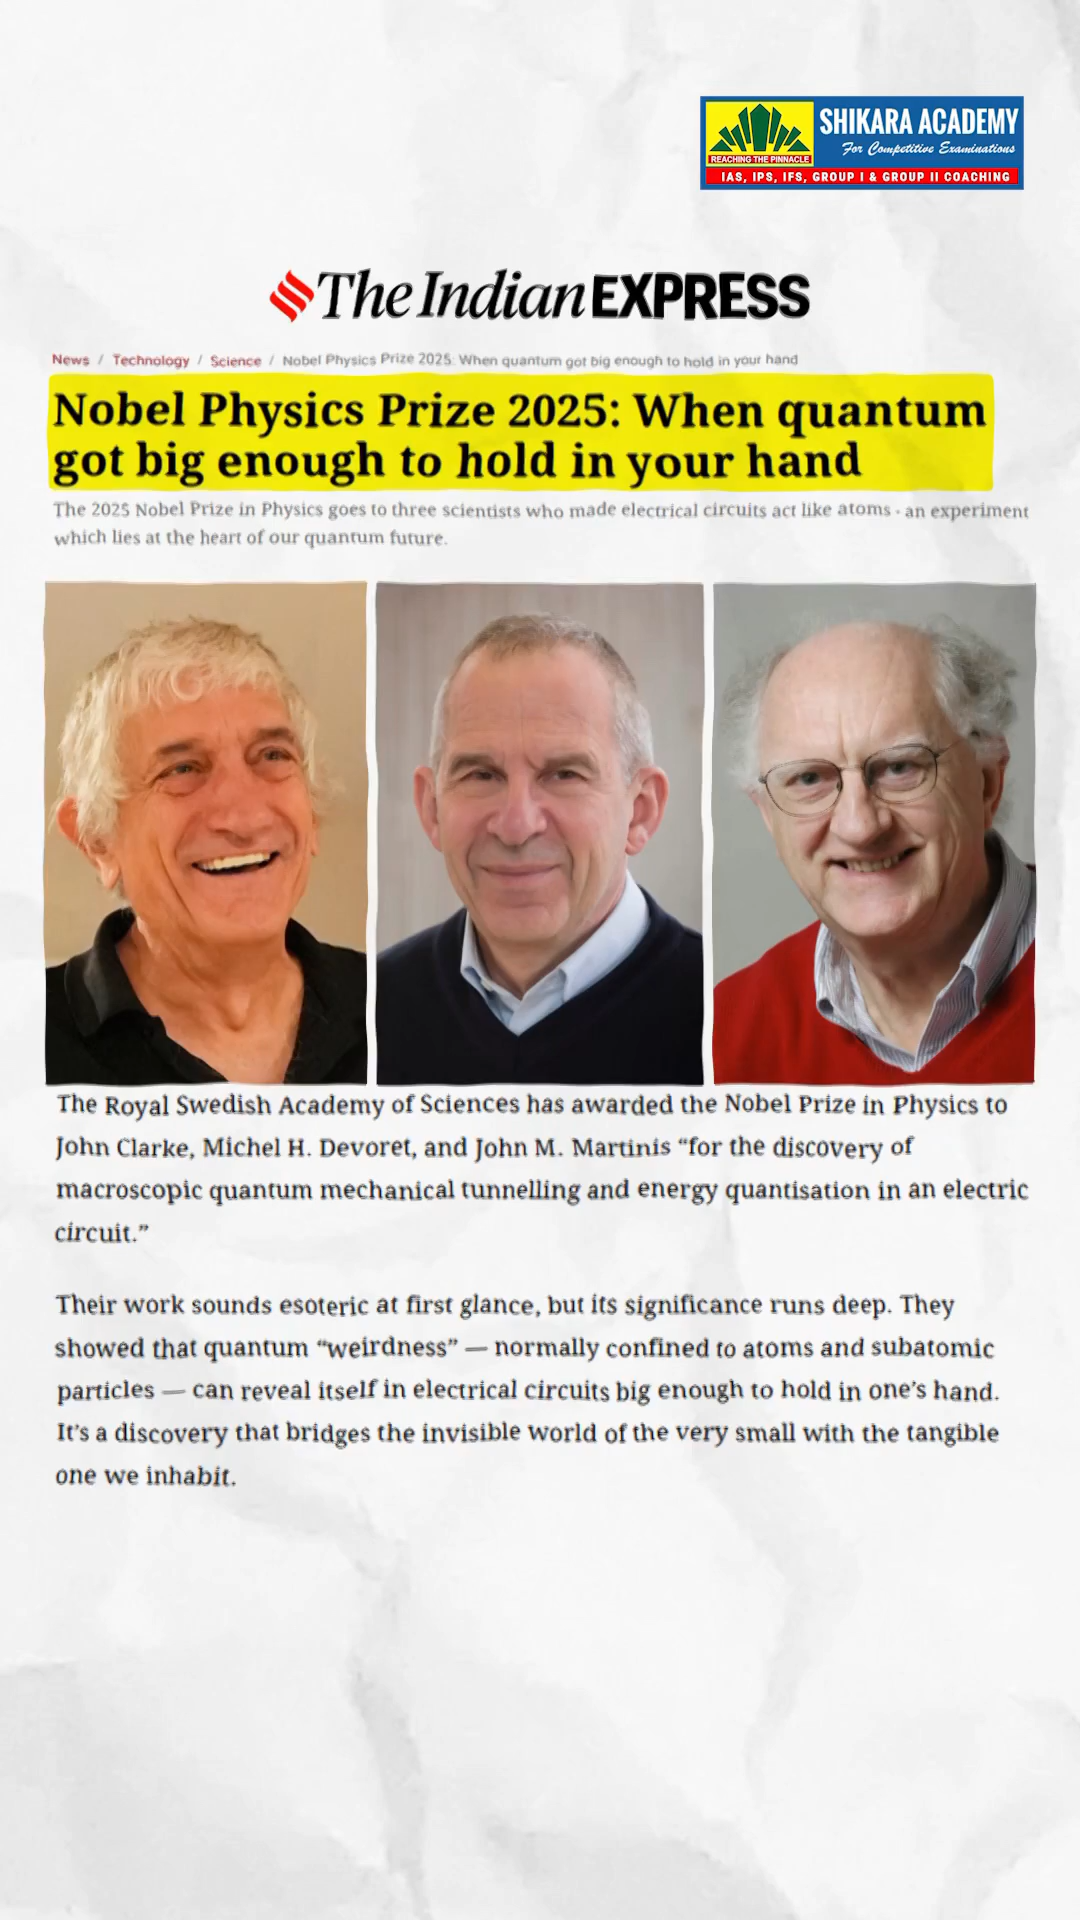 SHIKARA ACADEMY
For Competitive Examinations
REACHING THE PINNACLE
IAS, IPS, IFS, GROUP I & GROUP II COACHING
The Indian EXPRESS
News / Technology / Science / Nobel Physics Prize 2025: When quantum got big enough to hold in your hand
Nobel Physics Prize 2025: When quantum
got big enough to hold in your hand
The 2025 Nobel Prize in Physics goes to three scientists who made electrical circuits act like atoms - an experiment
which lies at the heart of our quantum future.
The Royal Swedish Academy of Sciences has awarded the Nobel Prize in Physics to
John Clarke, Michel H. Devoret, and John M. Martinis “for the discovery of
macroscopic quantum mechanical tunnelling and energy quantisation in an electric
circuit.”
Their work sounds esoteric at first glance, but its significance runs deep. They
showed that quantum “weirdness” — normally confined to atoms and subatomic
particles — can reveal itself in electrical circuits big enough to hold in one’s hand.
It’s a discovery that bridges the invisible world of the very small with the tangible
one we inhabit.